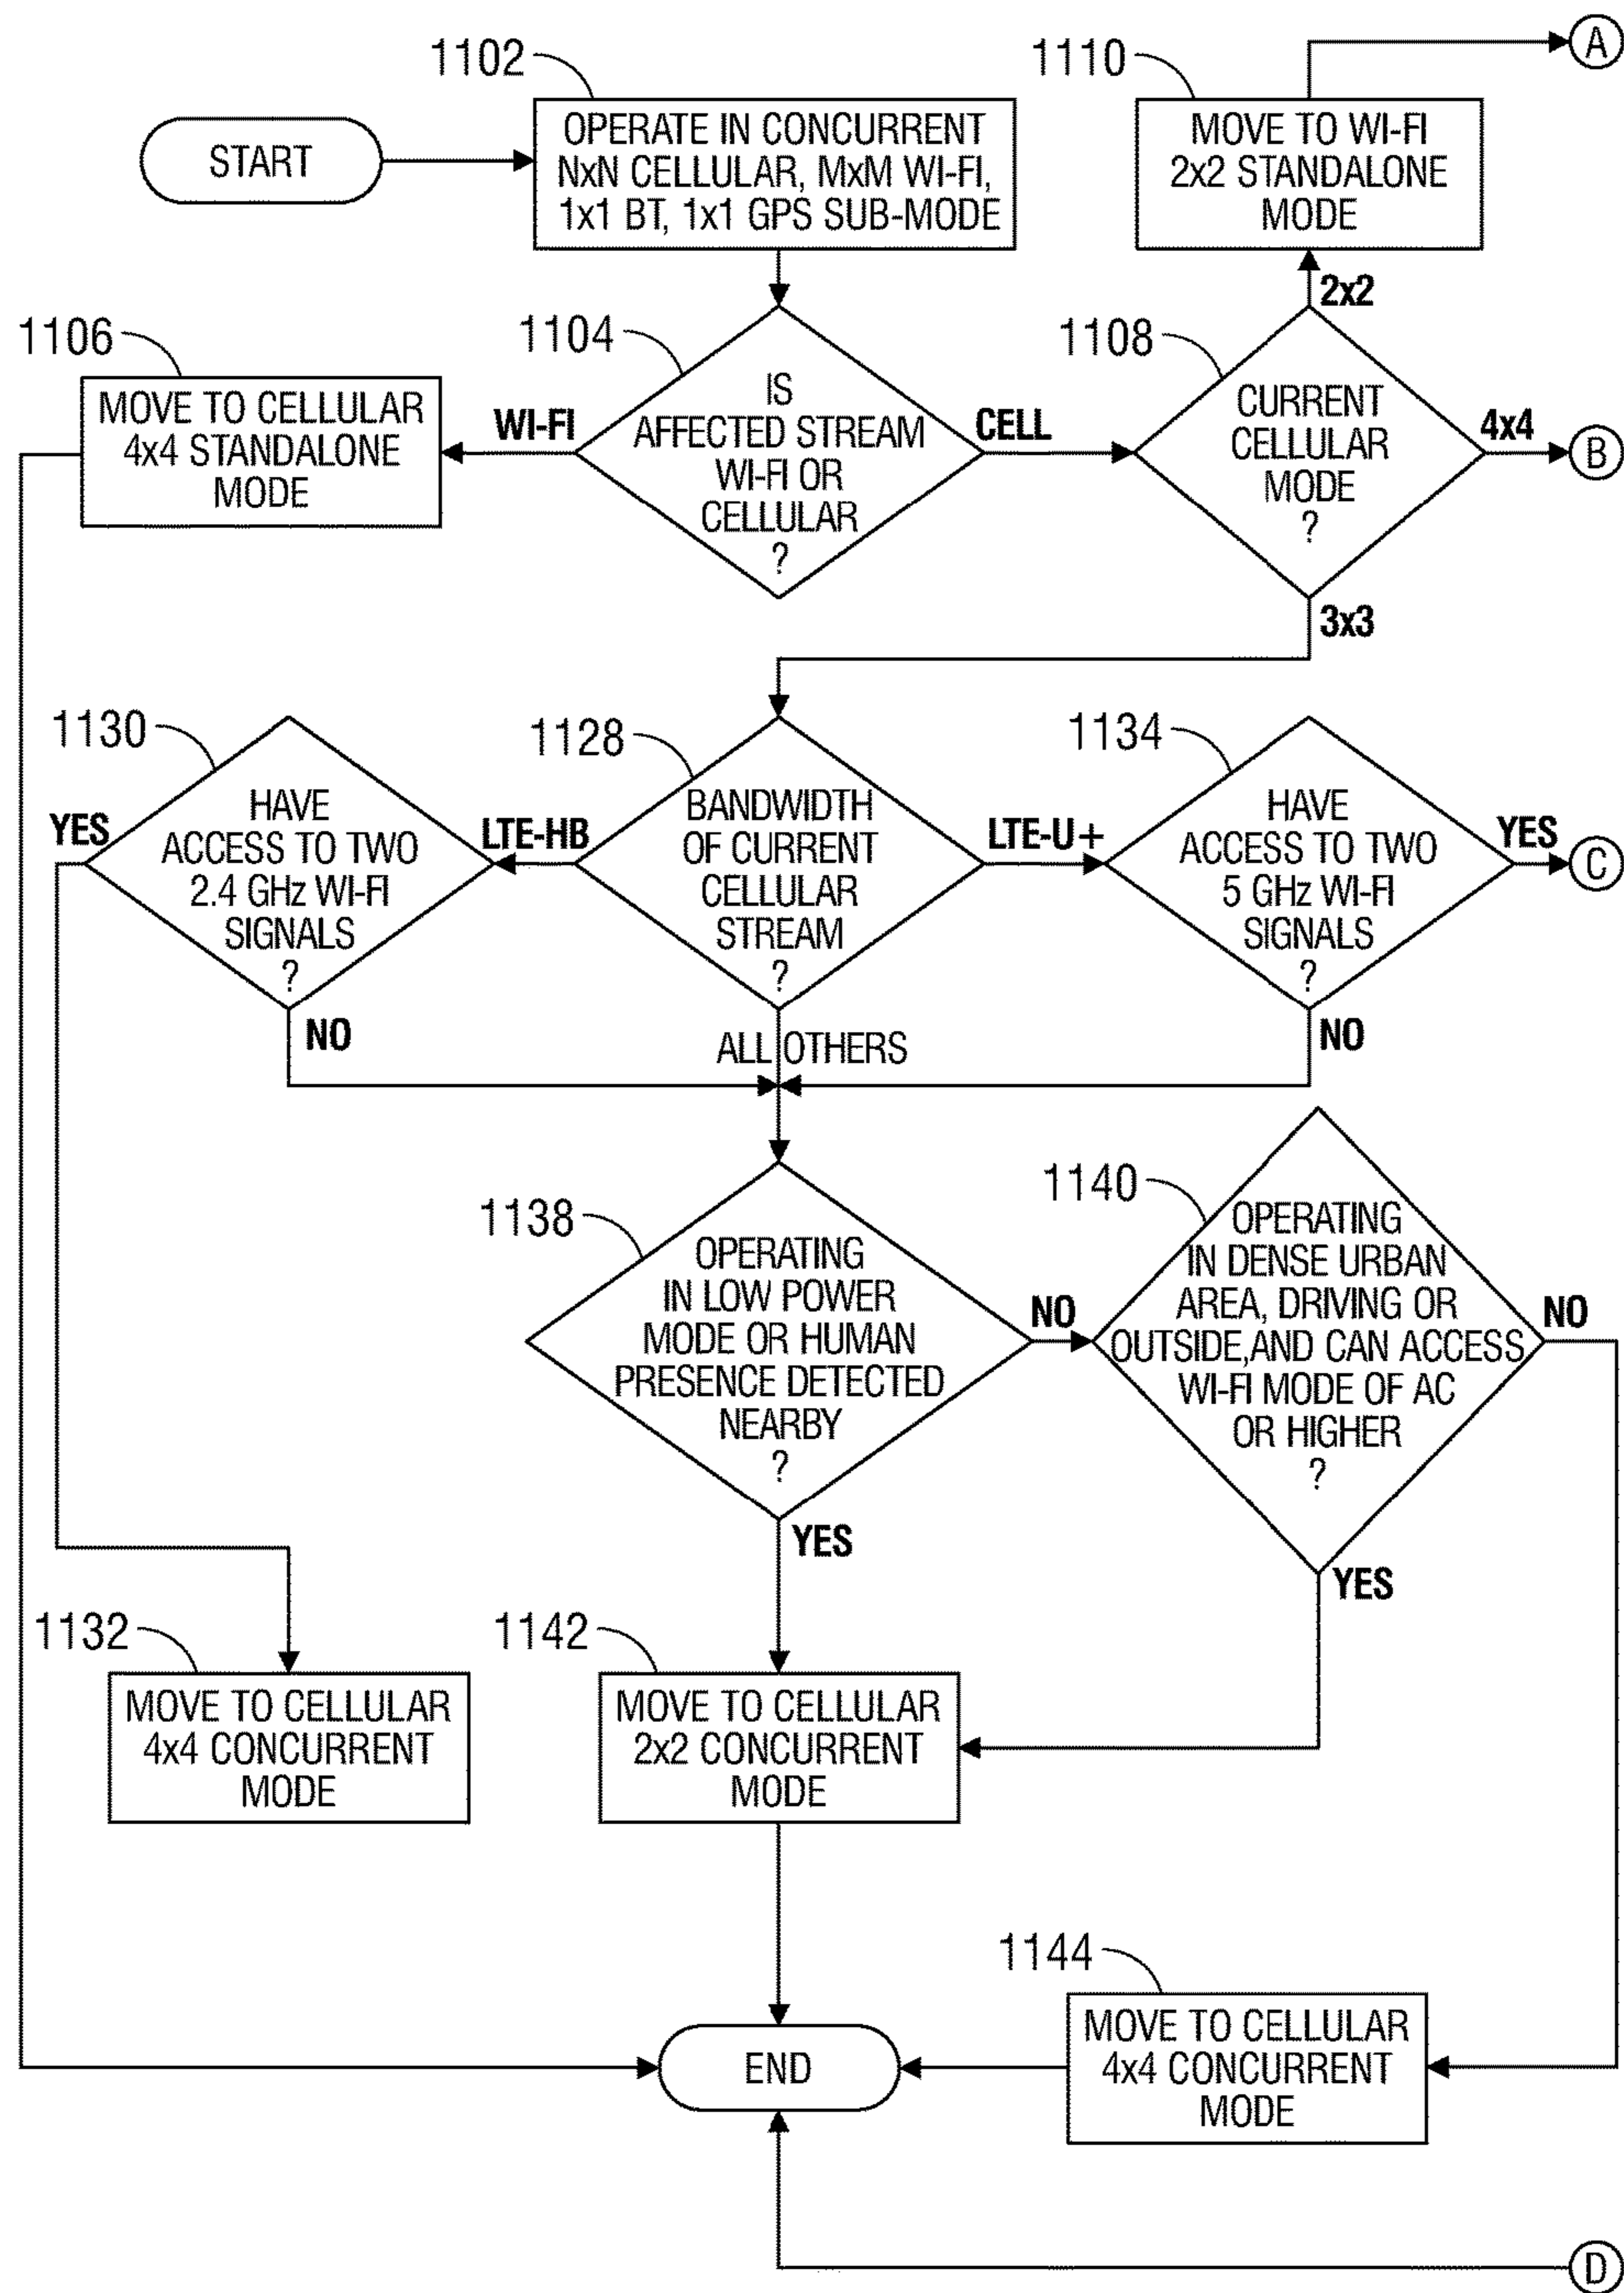 1102
1110
A
START
OPERATE IN CONCURRENT
NxN CELLULAR, MxM WI-FI,
1x1 BT, 1x1 GPS SUB-MODE
MOVE TO WI-FI
2x2 STANDALONE
MODE
2x2
1106
1104
1108
MOVE TO CELLULAR
4x4 STANDALONE
MODE
WI-FI
IS
AFFECTED STREAM
WI-FI OR
CELLULAR
?
CELL
CURRENT
CELLULAR
MODE
?
4x4
B
3x3
1130
1128
1134
YES
HAVE
ACCESS TO TWO
2.4 GHz WI-FI
SIGNALS
?
LTE-HB
BANDWIDTH
OF CURRENT
CELLULAR
STREAM
?
LTE-U+
HAVE
ACCESS TO TWO
5 GHz WI-FI
SIGNALS
?
YES
C
NO
ALL OTHERS
NO
1138
1140
OPERATING
IN LOW POWER
MODE OR HUMAN
PRESENCE DETECTED
NEARBY
?
NO
OPERATING
IN DENSE URBAN
AREA, DRIVING OR
OUTSIDE,AND CAN ACCESS
WI-FI MODE OF AC
OR HIGHER
?
NO
YES
YES
1132
1142
MOVE TO CELLULAR
4x4 CONCURRENT
MODE
MOVE TO CELLULAR
2x2 CONCURRENT
MODE
1144
END
MOVE TO CELLULAR
4x4 CONCURRENT
MODE
D